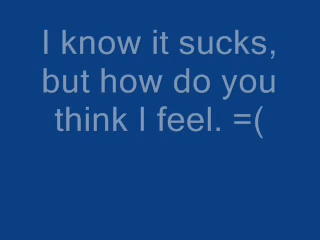 I know it sucks,
but how do you
think I feel. =(